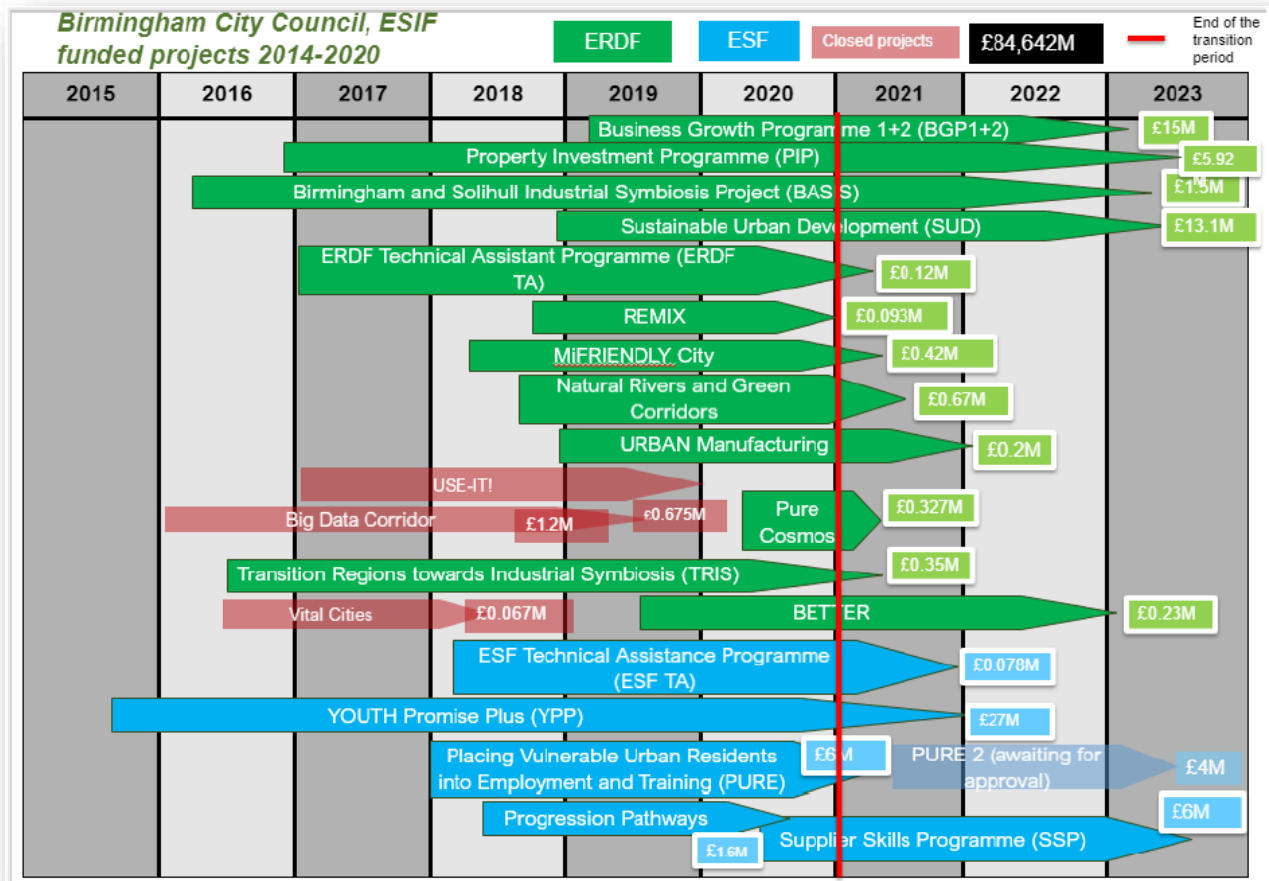 Birmingham City Council, ESIF
funded projects 2014-2020
ERDF
ESF
Closed projects
£84,642M
End of the
transition
period
2015
2016
2017
2018
2019
2020
2021
2022
2023
Business Growth Programme 1+2 (BGP1+2)
£15M
Property Investment Programme (PIP)
£5.92
M
Birmingham and Solihull Industrial Symbiosis Project (BASIS)
£1.5M
Sustainable Urban Development (SUD)
£13.1M
ERDF Technical Assistant Programme (ERDF
TA)
£0.12M
REMIX
£0.093M
MiFRIENDLY City
£0.42M
Natural Rivers and Green
Corridors
£0.67M
URBAN Manufacturing
£0.2M
USE-IT!
£0.675M
Big Data Corridor
£1.2M
Pure
Cosmos
£0.327M
Transition Regions towards Industrial Symbiosis (TRIS)
£0.35M
Vital Cities
£0.067M
BETTER
£0.23M
ESF Technical Assistance Programme
(ESF TA)
£0.078M
YOUTH Promise Plus (YPP)
£27M
Placing Vulnerable Urban Residents
into Employment and Training (PURE)
£6M
PURE 2 (awaiting for
approval)
£4M
Progression Pathways
£1.6M
Supplier Skills Programme (SSP)
£6M